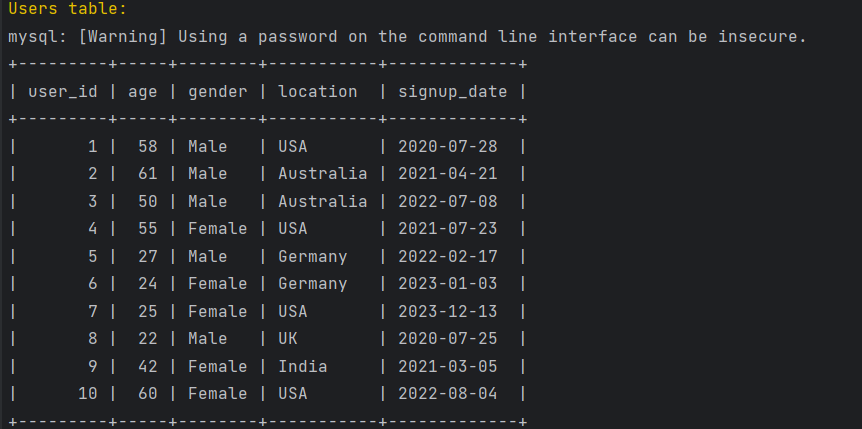 Users table:
mysql: [Warning] Using a password on the command line interface can be insecure.
+---------+-----+--------+-----------+-------------+
| user_id | age | gender | location  | signup_date |
+---------+-----+--------+-----------+-------------+
|       1 |  58 | Male   | USA       | 2020-07-28  |
|       2 |  61 | Male   | Australia | 2021-04-21  |
|       3 |  50 | Male   | Australia | 2022-07-08  |
|       4 |  55 | Female | USA       | 2021-07-23  |
|       5 |  27 | Male   | Germany   | 2022-02-17  |
|       6 |  24 | Female | Germany   | 2023-01-03  |
|       7 |  25 | Female | USA       | 2023-12-13  |
|       8 |  22 | Male   | UK        | 2020-07-25  |
|       9 |  42 | Female | India     | 2021-03-05  |
|      10 |  60 | Female | USA       | 2022-08-04  |
+---------+-----+--------+-----------+-------------+